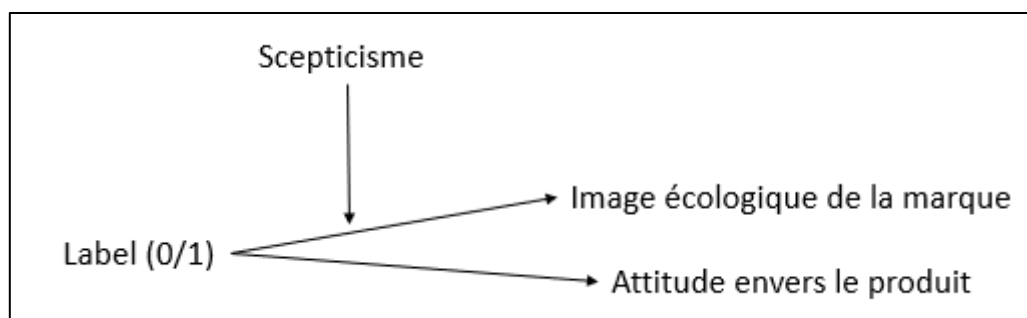 Scepticisme
Image écologique de la marque
Label (0/1)
Attitude envers le produit